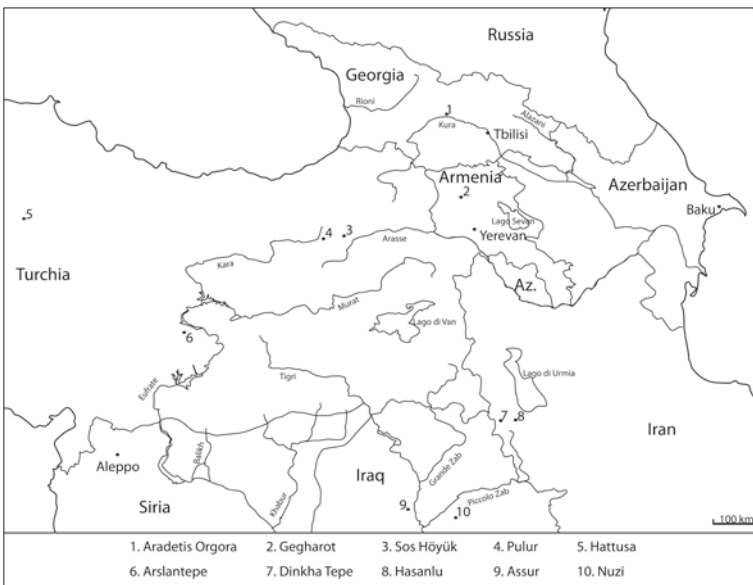 Russia
Georgia
Rioni
1
Kura
Tbilisi
Alazani
Armenia
2
Azerbaijan
Baku
Lago Sevan
Yerevan
5
4
3
Arasse
Kara
Turchia
Az.
Murat
Lago di Van
6
Lago di Urmia
Tigri
Eufrate
7
8
Iran
Aleppo
Balikh
Iraq
Grande Zab
Siria
Khabur
9
Piccolo Zab
10
100 km
1. Aradetis Orgora 2. Gegharot 3. Sos Höyük 4. Pulur 5. Hattusa
6. Arslantepe 7. Dinkha Tepe 8. Hasanlu 9. Assur 10. Nuzi